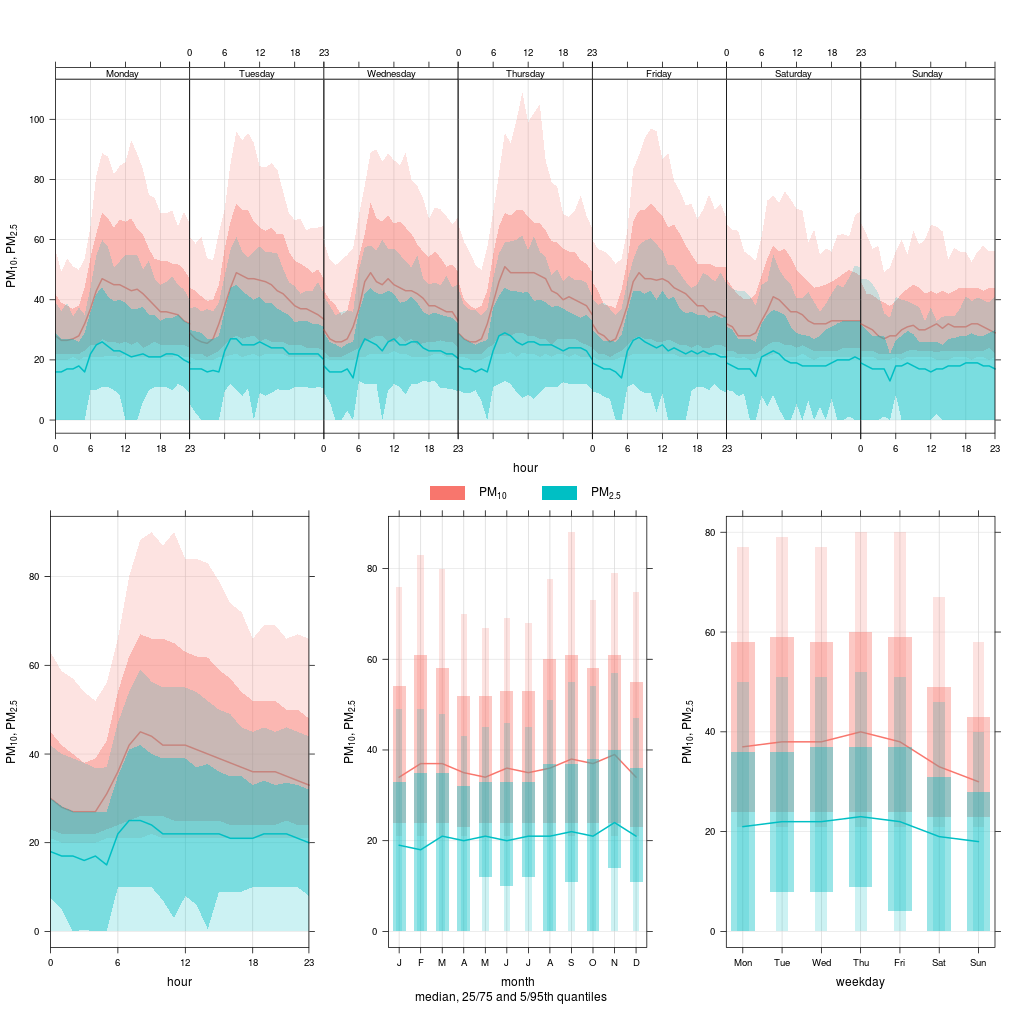 0 6 12 18 23 0 6 12 18 23 0 6 12 18 23
Monday Tuesday Wednesday Thursday Friday Saturday Sunday
100
80
60
40
20
0
PM10, PM2.5
0 6 12 18 23 0 6 12 18 23 0 6 12 18 23 0 6 12 18 23
hour
PM10 PM2.5
80
60
40
20
0
PM10, PM2.5
0 6 12 18 23
hour
80
60
40
20
0
PM10, PM2.5
J F M A M J J A S O N D
month
median, 25/75 and 5/95th quantiles
80
60
40
20
0
PM10, PM2.5
Mon Tue Wed Thu Fri Sat Sun
weekday